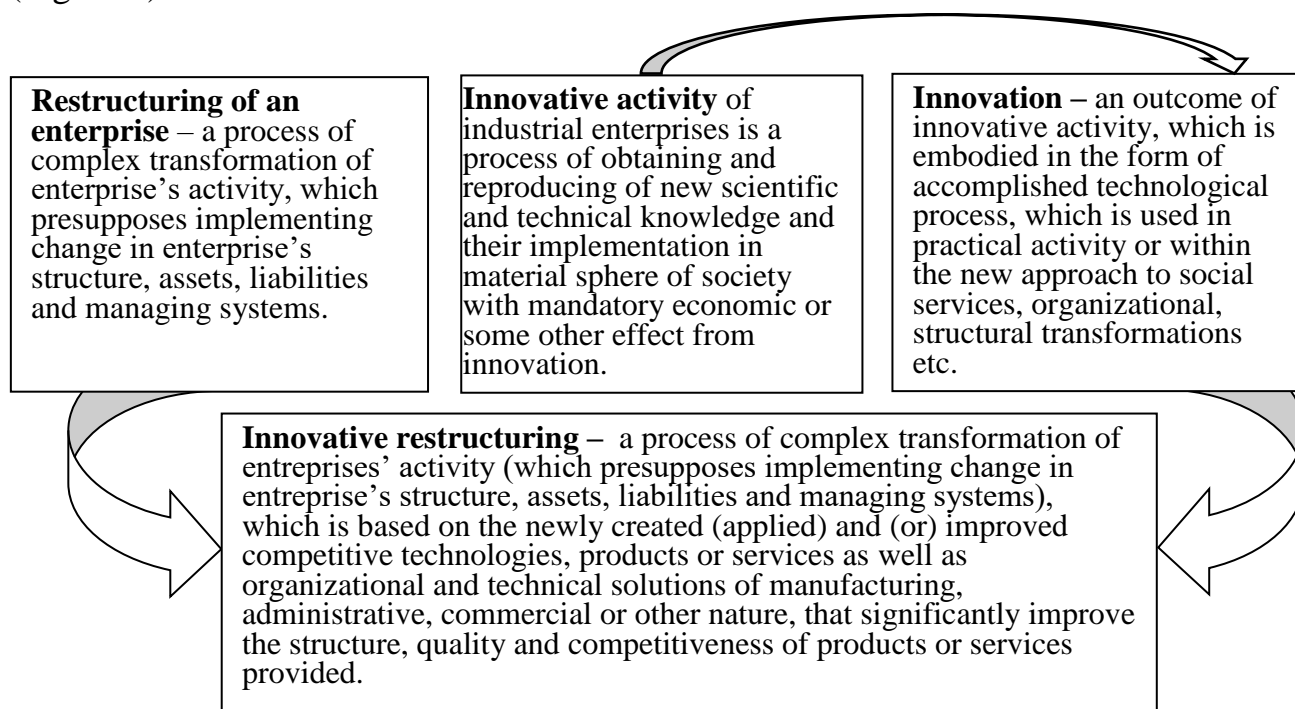 Restructuring of an
enterprise – a process of
complex transformation of
enterprise's activity, which
presupposes implementing
change in enterprise's
structure, assets, liabilities
and managing systems.
Innovative activity of
industrial enterprises is a
process of obtaining and
reproducing of new scientific
and technical knowledge and
their implementation in
material sphere of society
with mandatory economic or
some other effect from
innovation.
Innovation – an outcome of
innovative activity, which is
embodied in the form of
accomplished technological
process, which is used in
practical activity or within
the new approach to social
services, organizational,
structural transformations
etc.
Innovative restructuring –  a process of complex transformation of
entreprises' activity (which presupposes implementing change in
entreprise's structure, assets, liabilities and managing systems),
which is based on the newly created (applied) and (or) improved
competitive technologies, products or services as well as
organizational and technical solutions of manufacturing,
administrative, commercial or other nature, that significantly improve
the structure, quality and competitiveness of products or services
provided.